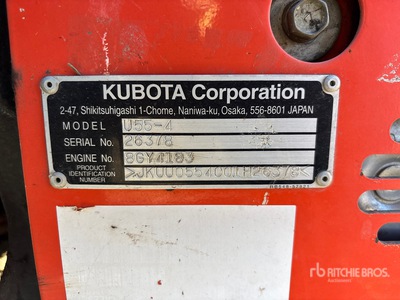 KUBOTA Corporation
2-47, Shikitsuhigashi 1-Chome, Naniwa-ku, Osaka, 556-8601 JAPAN
MODEL U55-4
SERIAL No. 26378
ENGINE No. 8GY4183
PRODUCT IDENTIFICATION NUMBER
rb RITCHIE BROS.